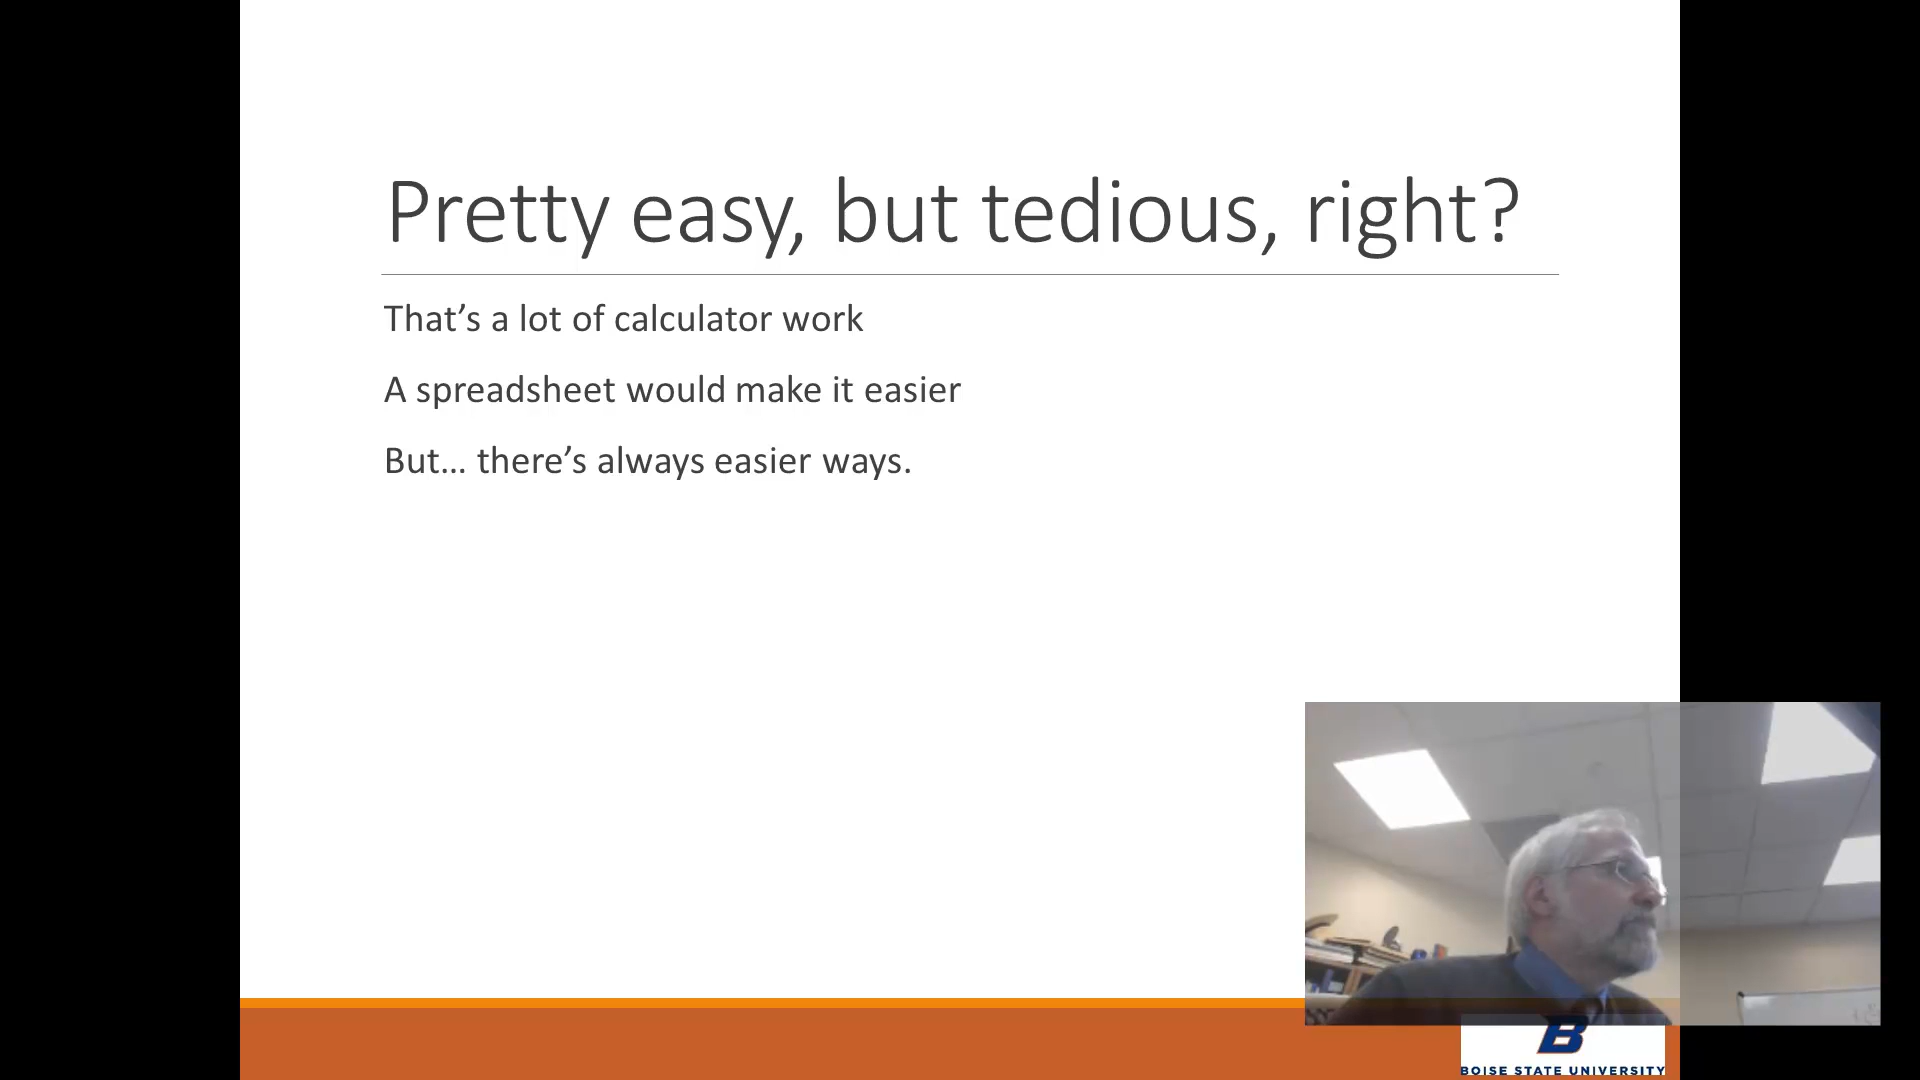 Pretty easy, but tedious, right?
That’s a lot of calculator work
A spreadsheet would make it easier
But… there’s always easier ways.
B
BOISE STATE UNIVERSITY